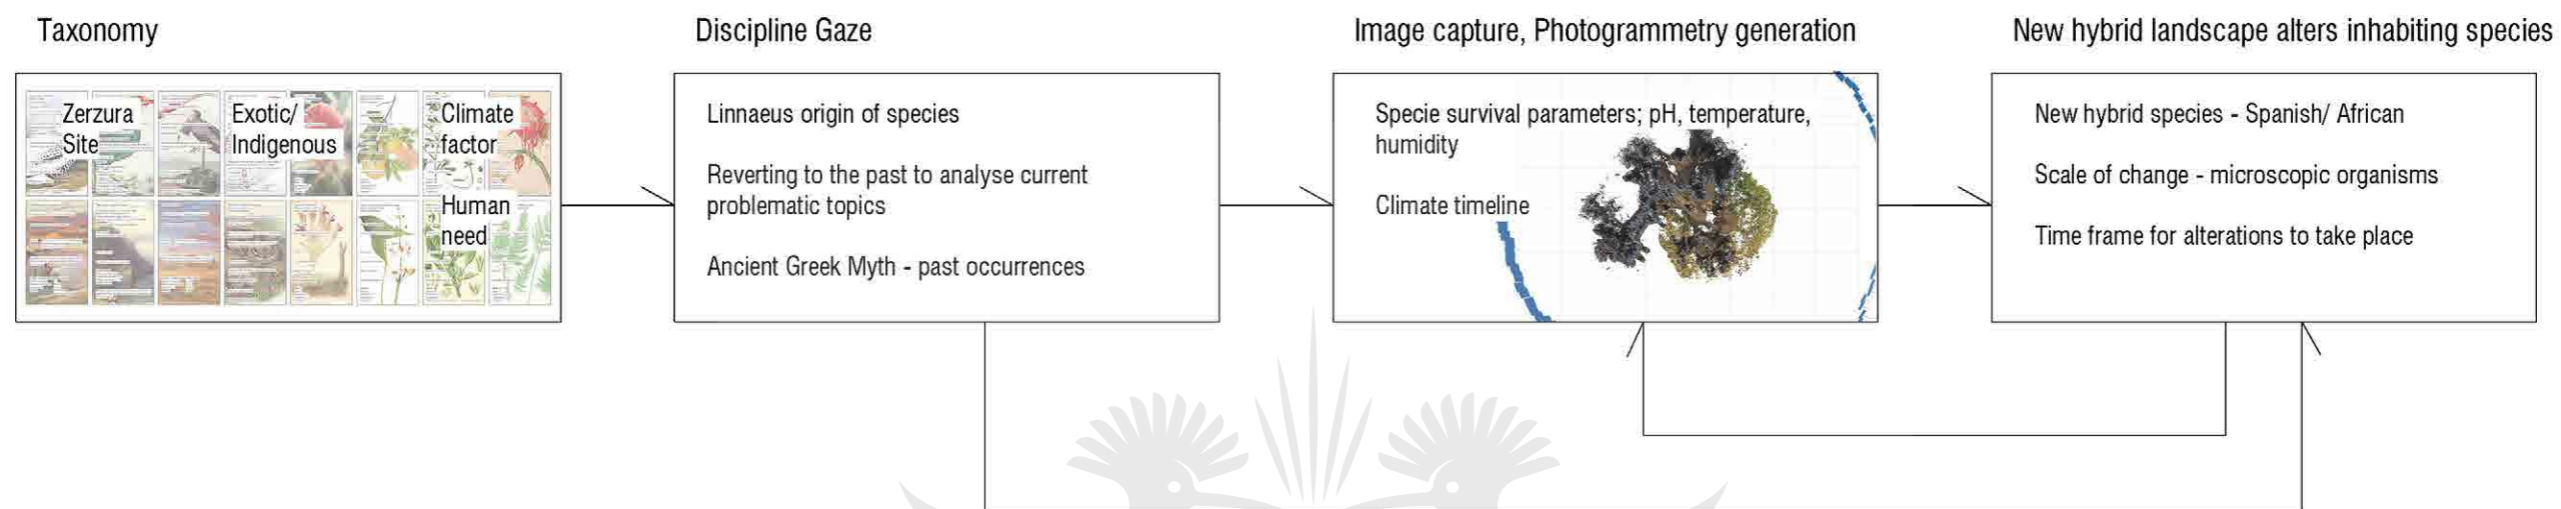 Taxonomy
Zerzura
Site
Exotic/
Indigenous
Climate
factor
Human
need
Discipline Gaze
Linnaeus origin of species
Reverting to the past to analyse current
problematic topics
Ancient Greek Myth - past occurrences
Image capture, Photogrammetry generation
Specie survival parameters; pH, temperature,
humidity
Climate timeline
New hybrid landscape alters inhabiting species
New hybrid species - Spanish/ African
Scale of change - microscopic organisms
Time frame for alterations to take place